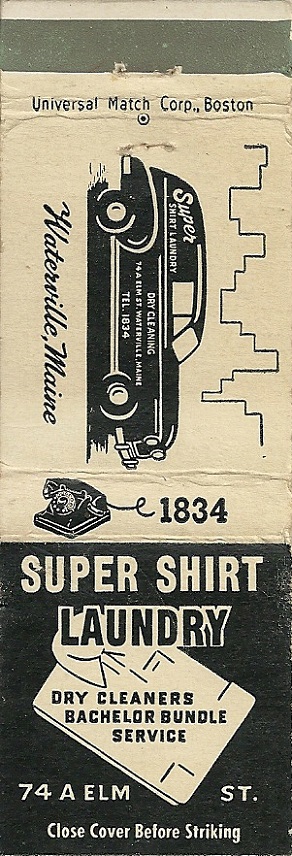 Universal Match Corp., Boston
Super
SHIRT LAUNDRY
DRY CLEANING
74 A ELM ST. WATERVILLE, MAINE
TEL. 1834
Waterville, Maine
1834
SUPER SHIRT
LAUNDRY
DRY CLEANERS
BACHELOR BUNDLE
SERVICE
74 A ELM ST.
Close Cover Before Striking